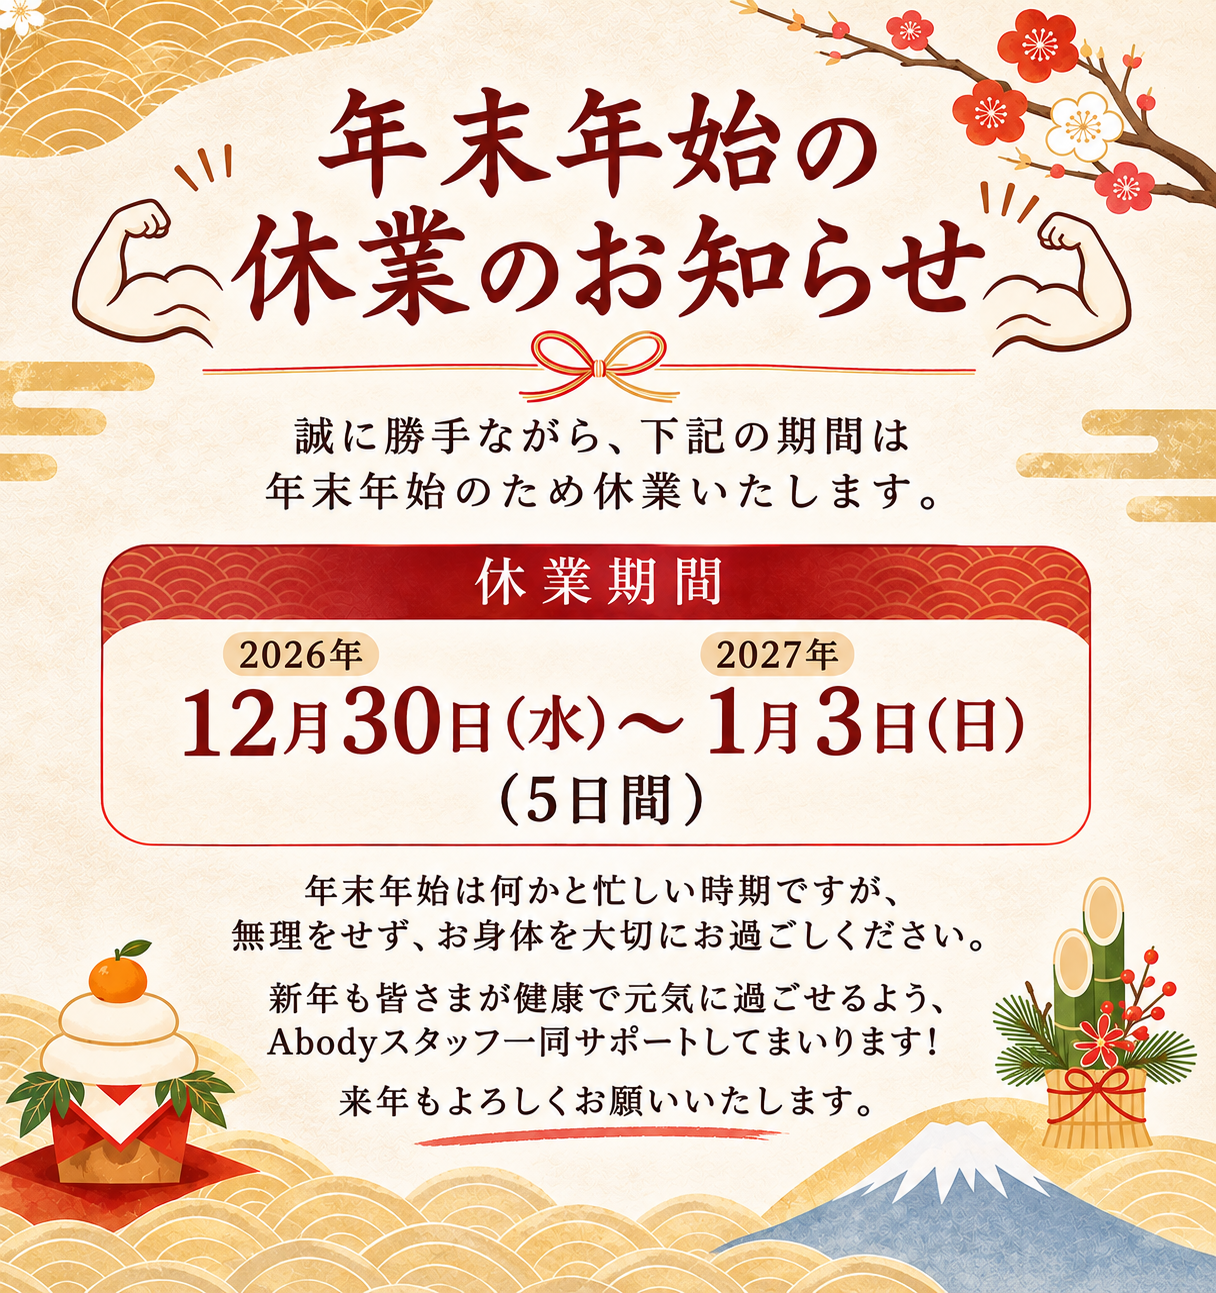 年末年始の
休業のお知らせ
誠に勝手ながら、下記の期間は
年末年始のため休業いたします。
休業期間
2026年 2027年
12月30日(水)〜1月3日(日)
(5日間)
年末年始は何かと忙しい時期ですが、
無理をせず、お身体を大切にお過ごしください。
新年も皆さまが健康で元気に過ごせるよう、
Abodyスタッフ一同サポートしてまいります!
来年もよろしくお願いいたします。